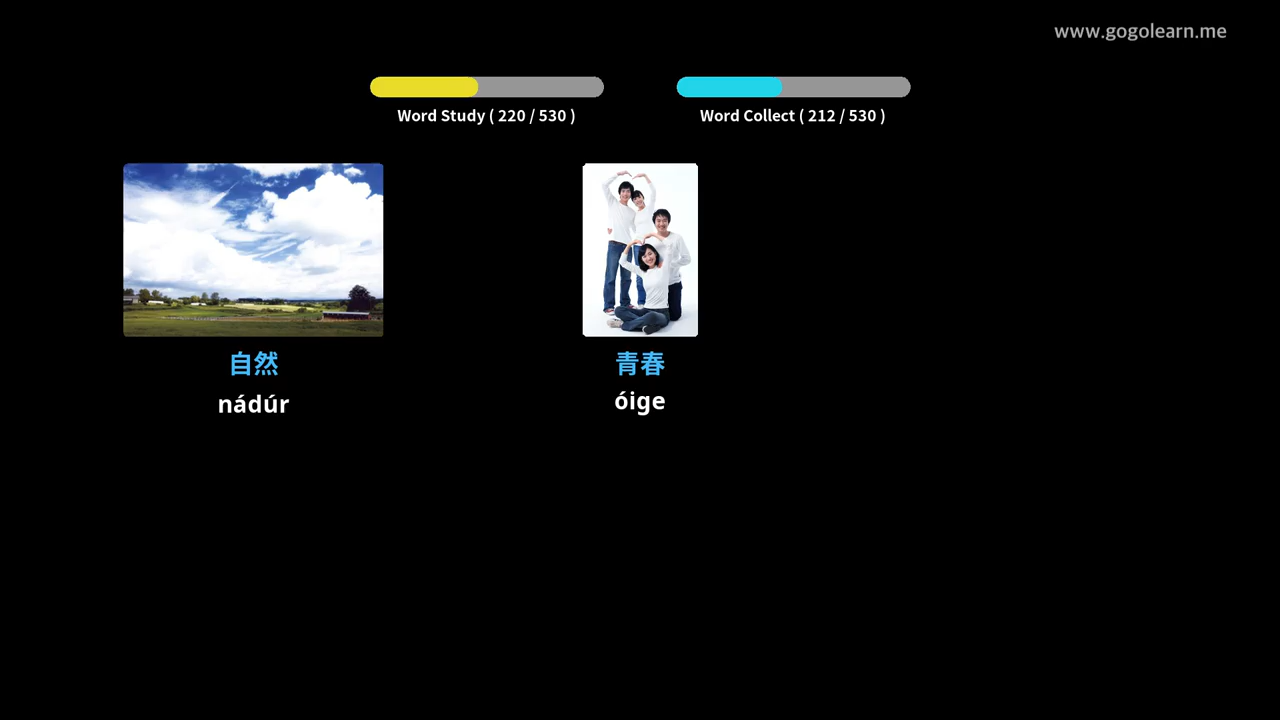 www.gogolearn.me
Word Study ( 220 / 530 )
Word Collect ( 212 / 530 )
自然
nádúr
青春
óige